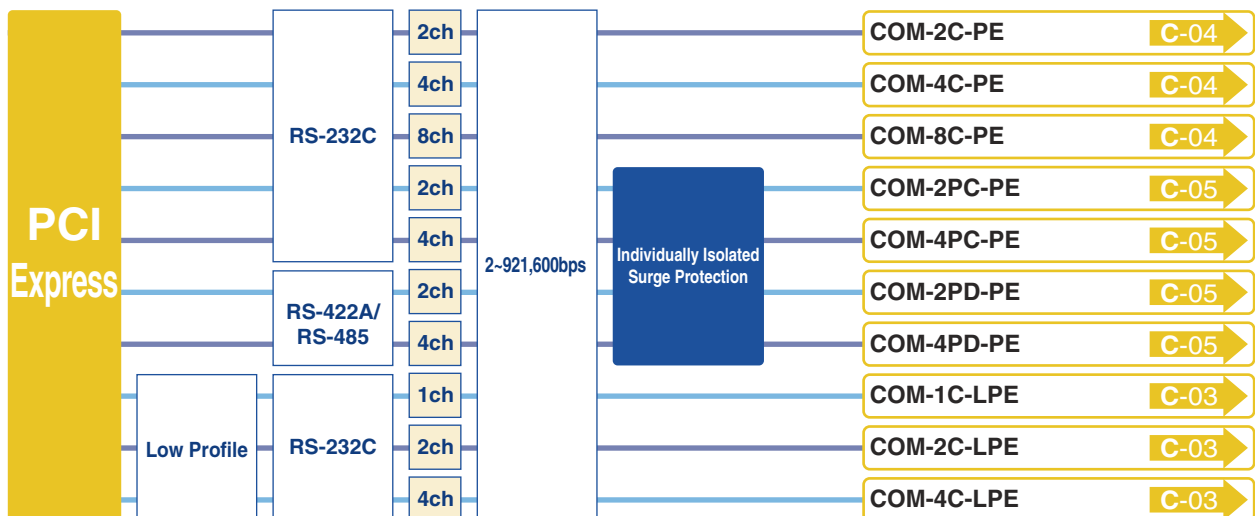 PCI
Express
RS-232C
RS-422A/
RS-485
Low Profile
RS-232C
2ch
4ch
8ch
2ch
4ch
2ch
4ch
1ch
2ch
4ch
2~921,600bps
Individually Isolated
Surge Protection
COM-2C-PE C-04
COM-4C-PE C-04
COM-8C-PE C-04
COM-2PC-PE C-05
COM-4PC-PE C-05
COM-2PD-PE C-05
COM-4PD-PE C-05
COM-1C-LPE C-03
COM-2C-LPE C-03
COM-4C-LPE C-03